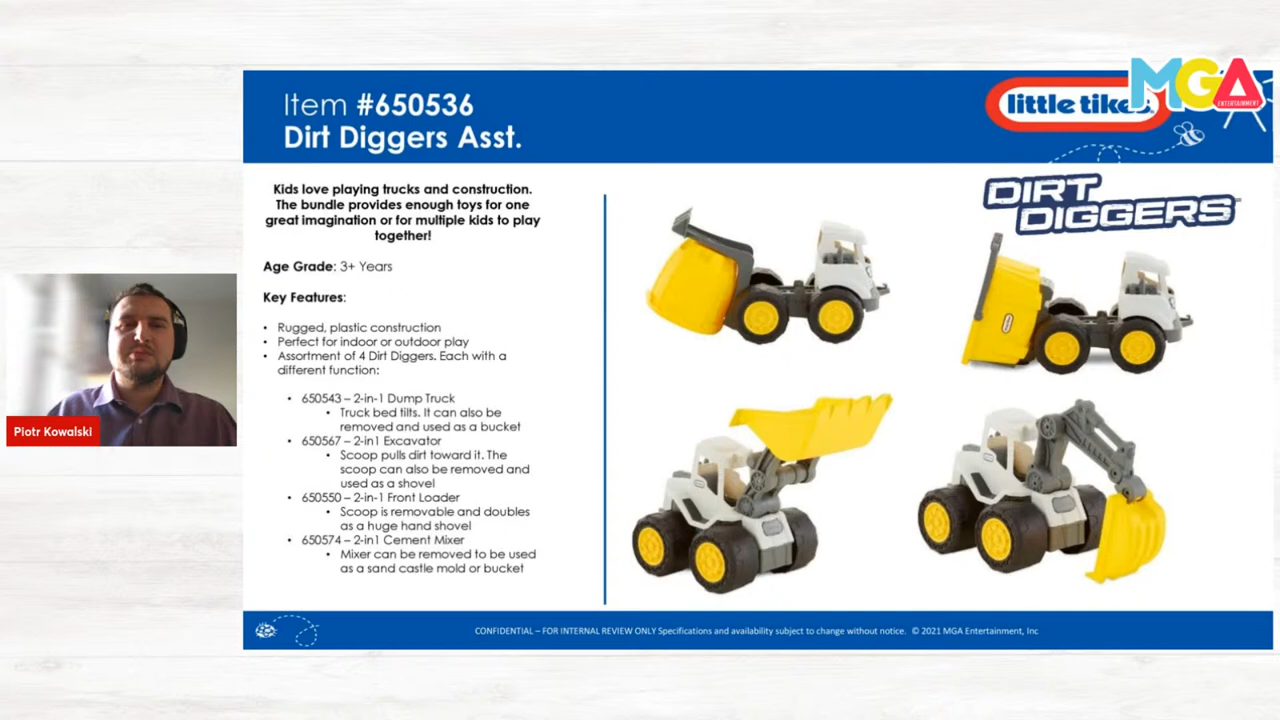 Item #650536
Dirt Diggers Asst.
little tikes
MGA
ENTERTAINMENT
DIRT
DIGGERS
Kids love playing trucks and construction.
The bundle provides enough toys for one
great imagination or for multiple kids to play
together!
Age Grade: 3+ Years
Key Features:
• Rugged, plastic construction
• Perfect for indoor or outdoor play
• Assortment of 4 Dirt Diggers. Each with a
different function:
• 650543 – 2-in-1 Dump Truck
• Truck bed tilts. It can also be
removed and used as a bucket
• 650567 – 2-in1 Excavator
• Scoop pulls dirt toward it. The
scoop can also be removed and
used as a shovel
• 650550 – 2-in-1 Front Loader
• Scoop is removable and doubles
as a huge hand shovel
• 650574 – 2-in1 Cement Mixer
• Mixer can be removed to be used
as a sand castle mold or bucket
Piotr Kowalski
CONFIDENTIAL – FOR INTERNAL REVIEW ONLY Specifications and availability subject to change without notice. © 2021 MGA Entertainment, Inc